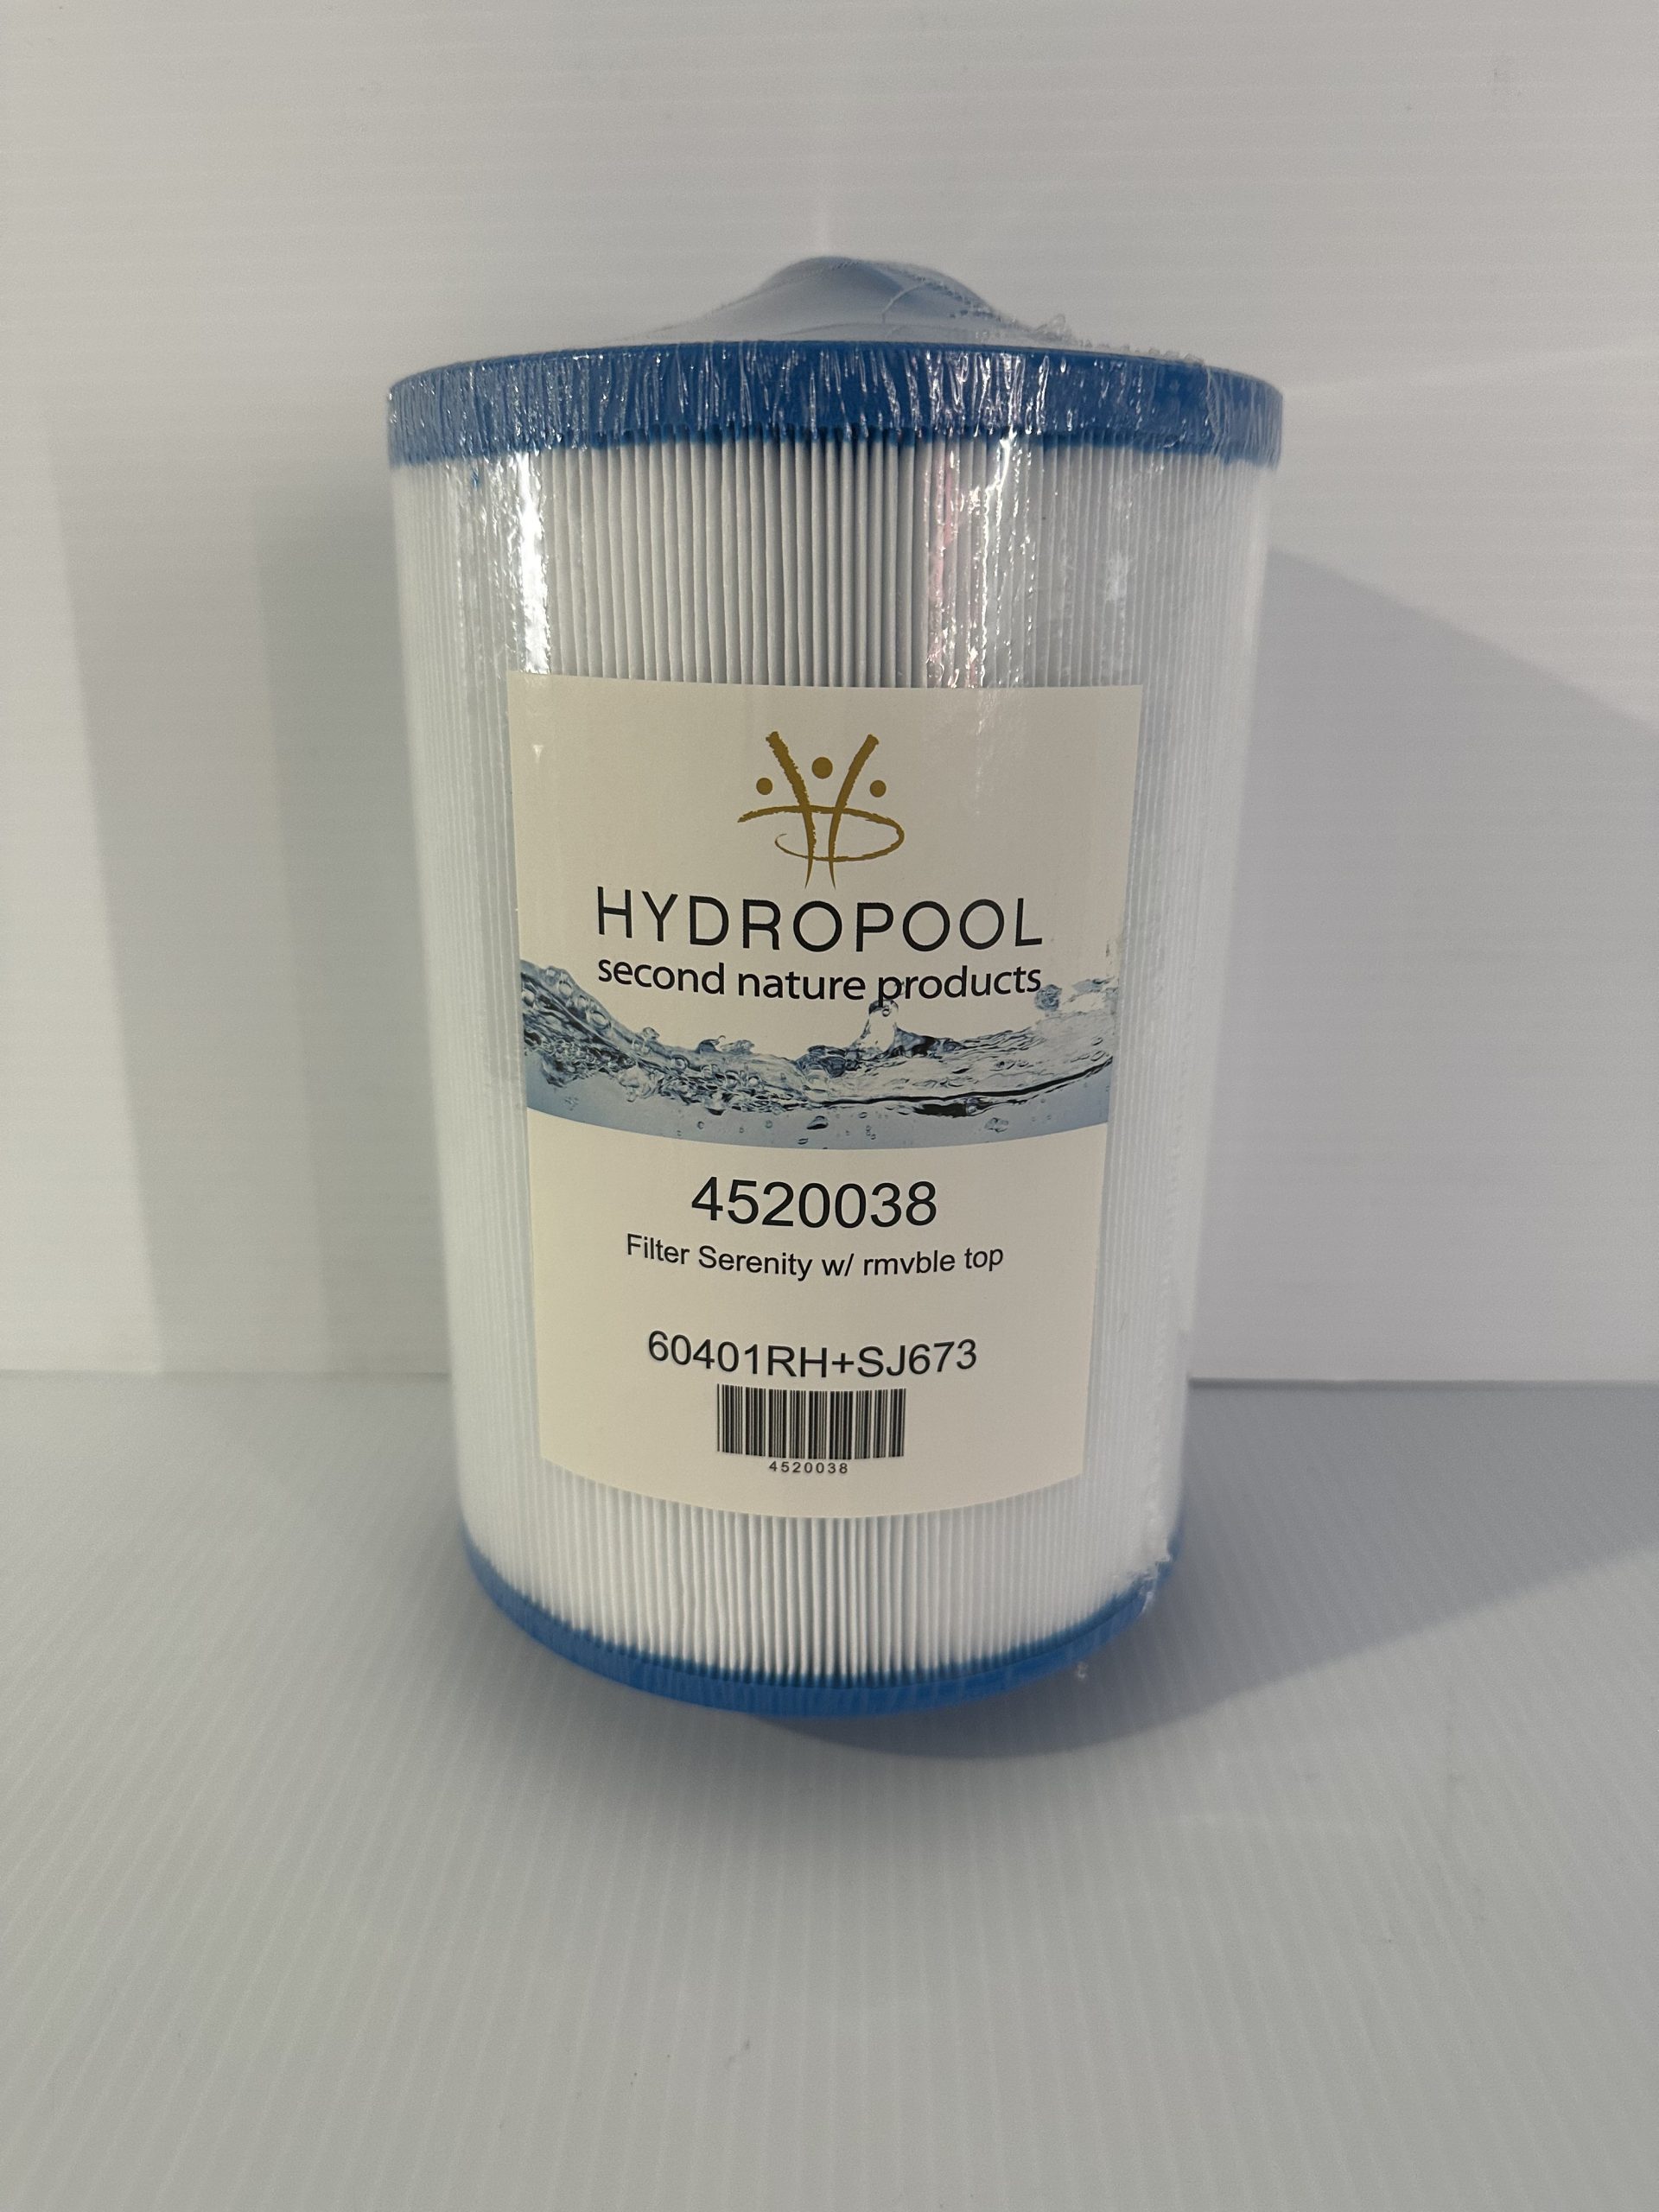 HYDROPOOL
second nature products
4520038
Filter Serenity w/ rmvble top
60401RH+SJ673
4520038